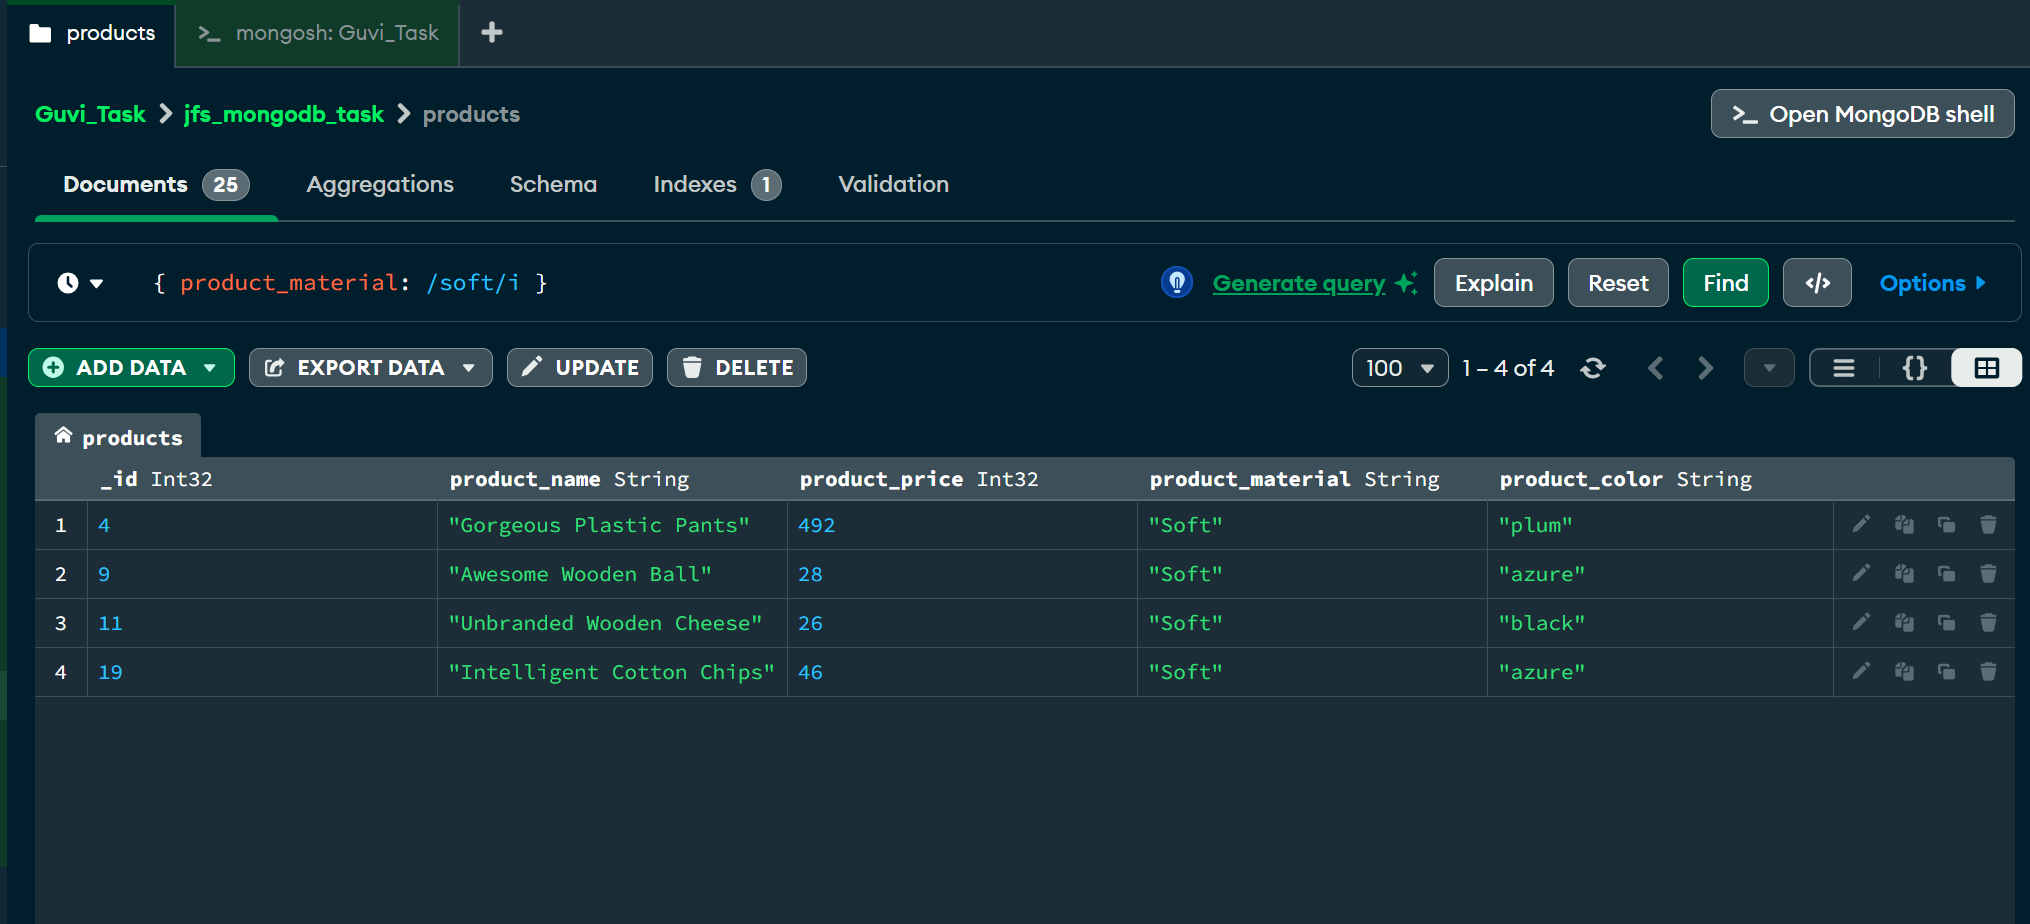 products
mongosh: Guvi_Task
Guvi_Task
jfs_mongodb_task
products
Open MongoDB shell
Documents 25
Aggregations
Schema
Indexes 1
Validation
{ product_material: /soft/i }
Generate query
Explain
Reset
Find
</>
Options
ADD DATA
EXPORT DATA
UPDATE
DELETE
100
1 – 4 of 4
{}
products
_id Int32 product_name String product_price Int32 product_material String product_color String
1 4 "Gorgeous Plastic Pants" 492 "Soft" "plum"
2 9 "Awesome Wooden Ball" 28 "Soft" "azure"
3 11 "Unbranded Wooden Cheese" 26 "Soft" "black"
4 19 "Intelligent Cotton Chips" 46 "Soft" "azure"